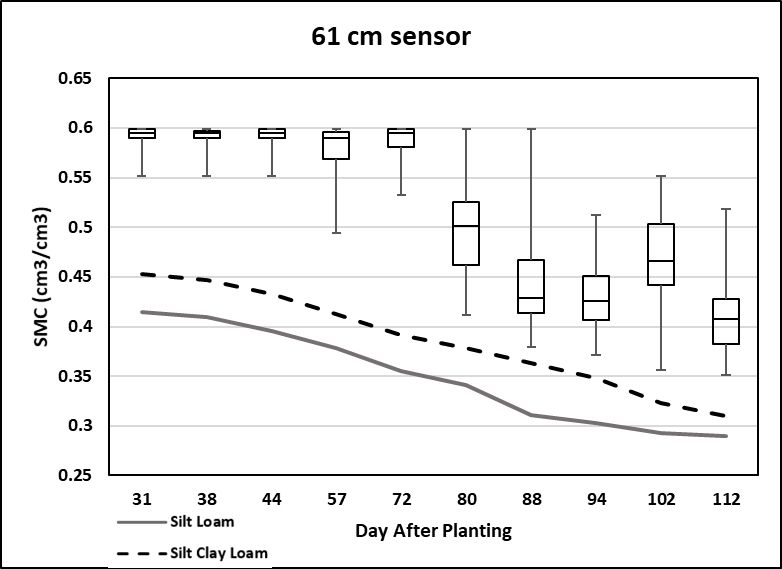 61 cm sensor
0.65
0.6
0.55
0.5
0.45
0.4
0.35
0.3
0.25
SMC (cm3/cm3)
31 38 44 57 72 80 88 94 102 112
Day After Planting
Silt Loam
Silt Clay Loam